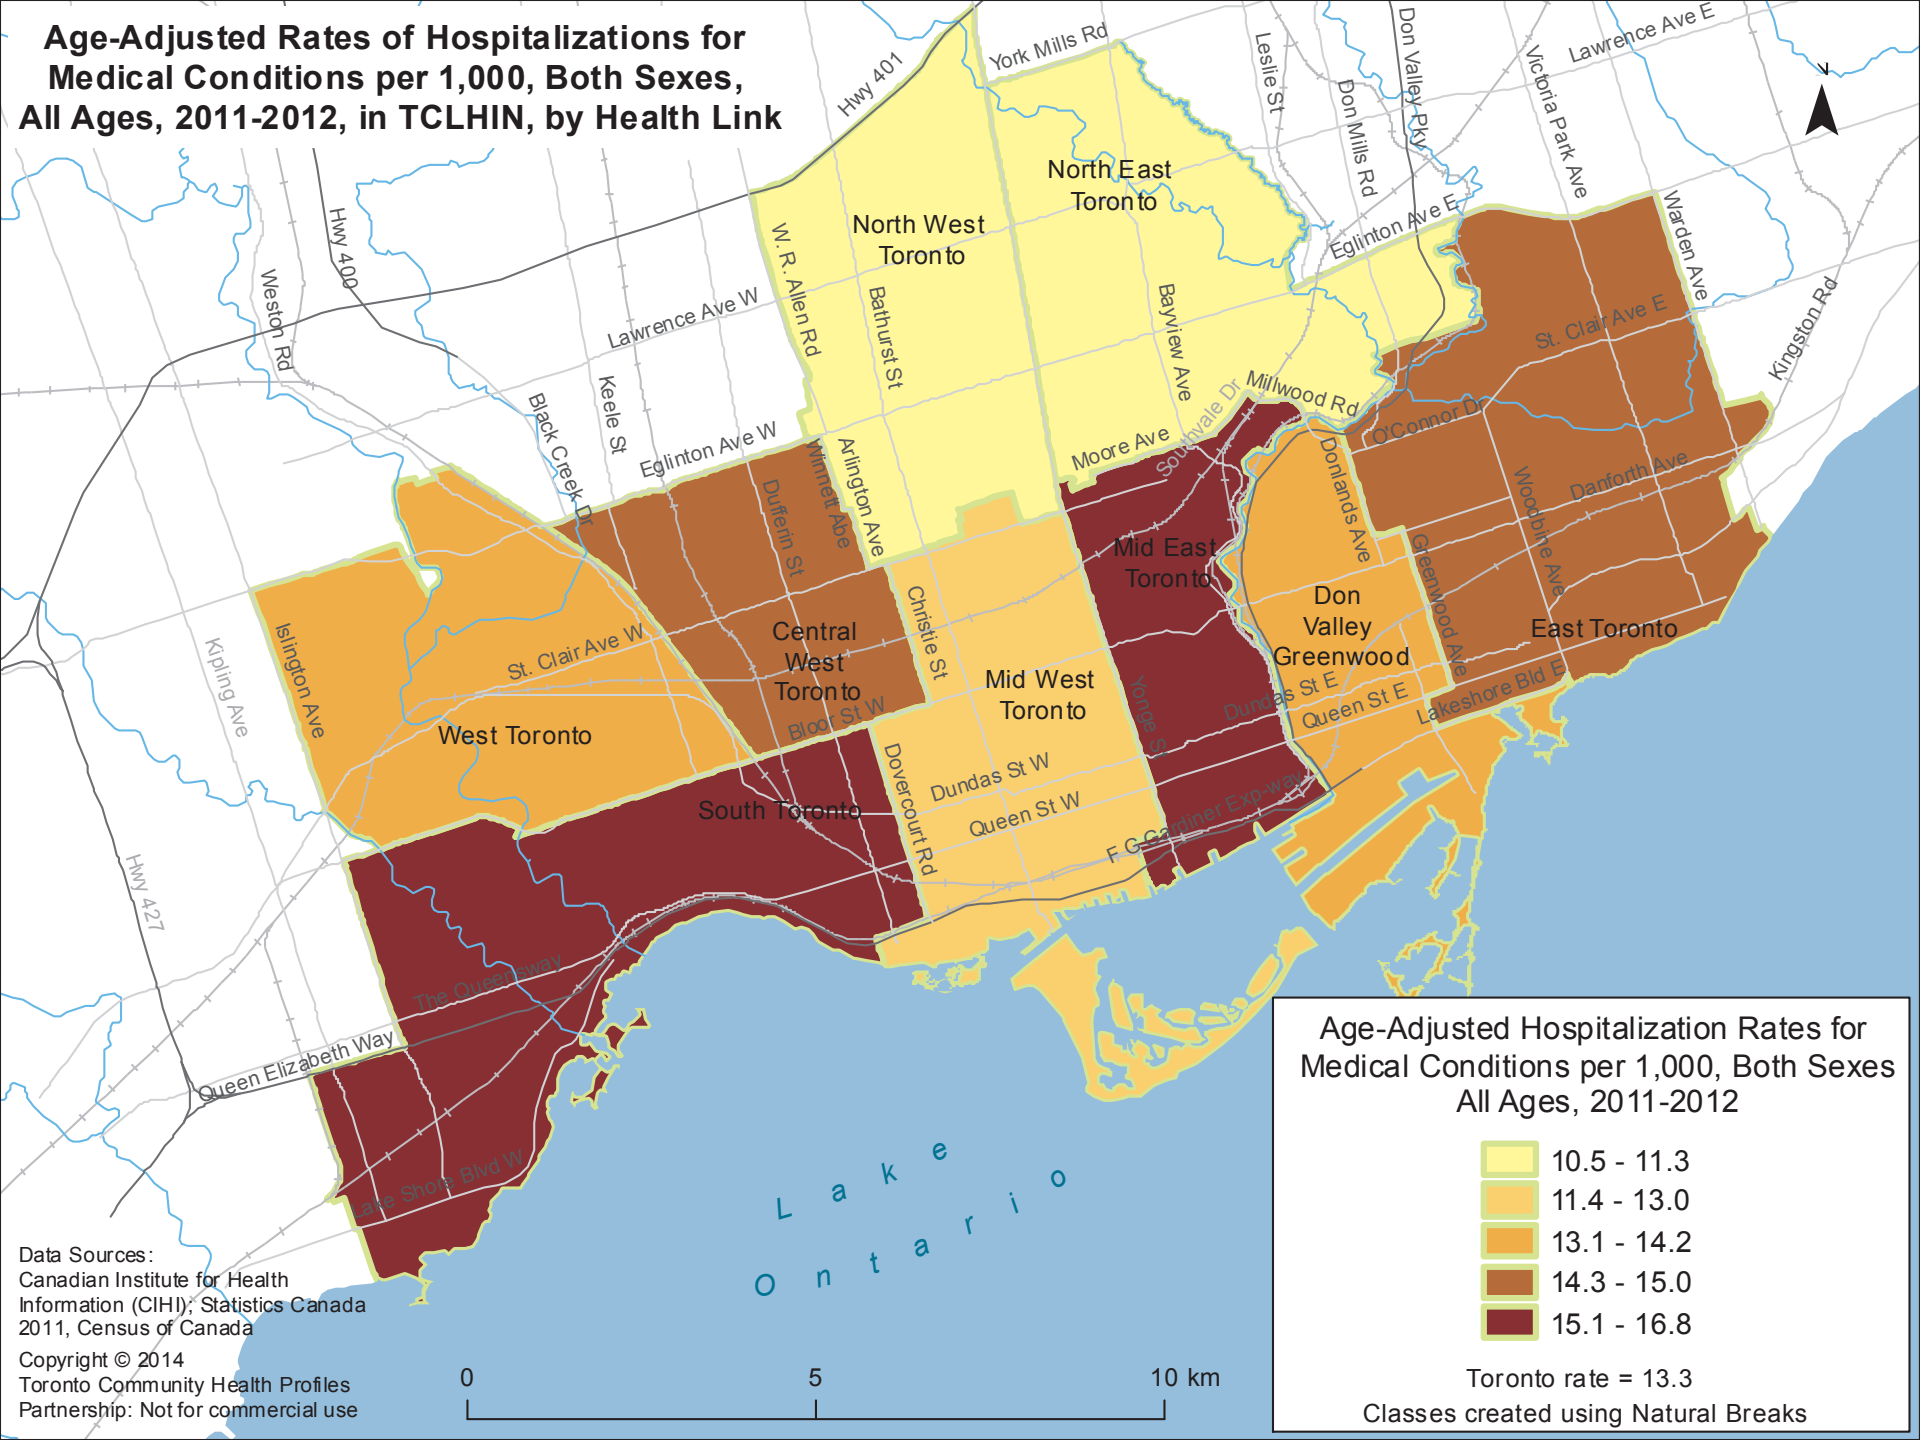 Age-Adjusted Rates of Hospitalizations for
Medical Conditions per 1,000, Both Sexes,
All Ages, 2011-2012, in TCLHIN, by Health Link
Hwy 401
York Mills Rd
Leslie St
Don Mills Rd
Don Valley Pky
Victoria Park Ave
Lawrence Ave E
N
North East
Toronto
North West
Toronto
Eglinton Ave E
Warden Ave
Kingston Rd
Hwy 400
Weston Rd
W. R. Allen Rd
Bathurst St
Bayview Ave
Lawrence Ave W
St. Clair Ave E
Keele St
Black Creek Dr
Eglinton Ave W
Winnett Abe
Arlington Ave
Moore Ave
Southvale Dr
Millwood Rd
O'Connor Dr
Donlands Ave
Danforth Ave
Woodbine Ave
Dufferin St
Mid East
Toronto
Greenwood Ave
Don
Valley
Greenwood
East Toronto
Christie St
Central
West
Toronto
St. Clair Ave W
Islington Ave
Kipling Ave
West Toronto
Bloor St W
Mid West
Toronto
Yonge St
Dundas St E
Queen St E
Lakeshore Bld E
South Toronto
Dovercourt Rd
Dundas St W
Queen St W
F G Gardiner Exp-way
Hwy 427
The Queensway
Queen Elizabeth Way
Lake Shore Blvd W
Lake
Ontario
Age-Adjusted Hospitalization Rates for
Medical Conditions per 1,000, Both Sexes
All Ages, 2011-2012
10.5 - 11.3
11.4 - 13.0
13.1 - 14.2
14.3 - 15.0
15.1 - 16.8
Toronto rate = 13.3
Classes created using Natural Breaks
Data Sources:
Canadian Institute for Health
Information (CIHI); Statistics Canada
2011, Census of Canada
Copyright © 2014
Toronto Community Health Profiles
Partnership: Not for commercial use
0 5 10 km